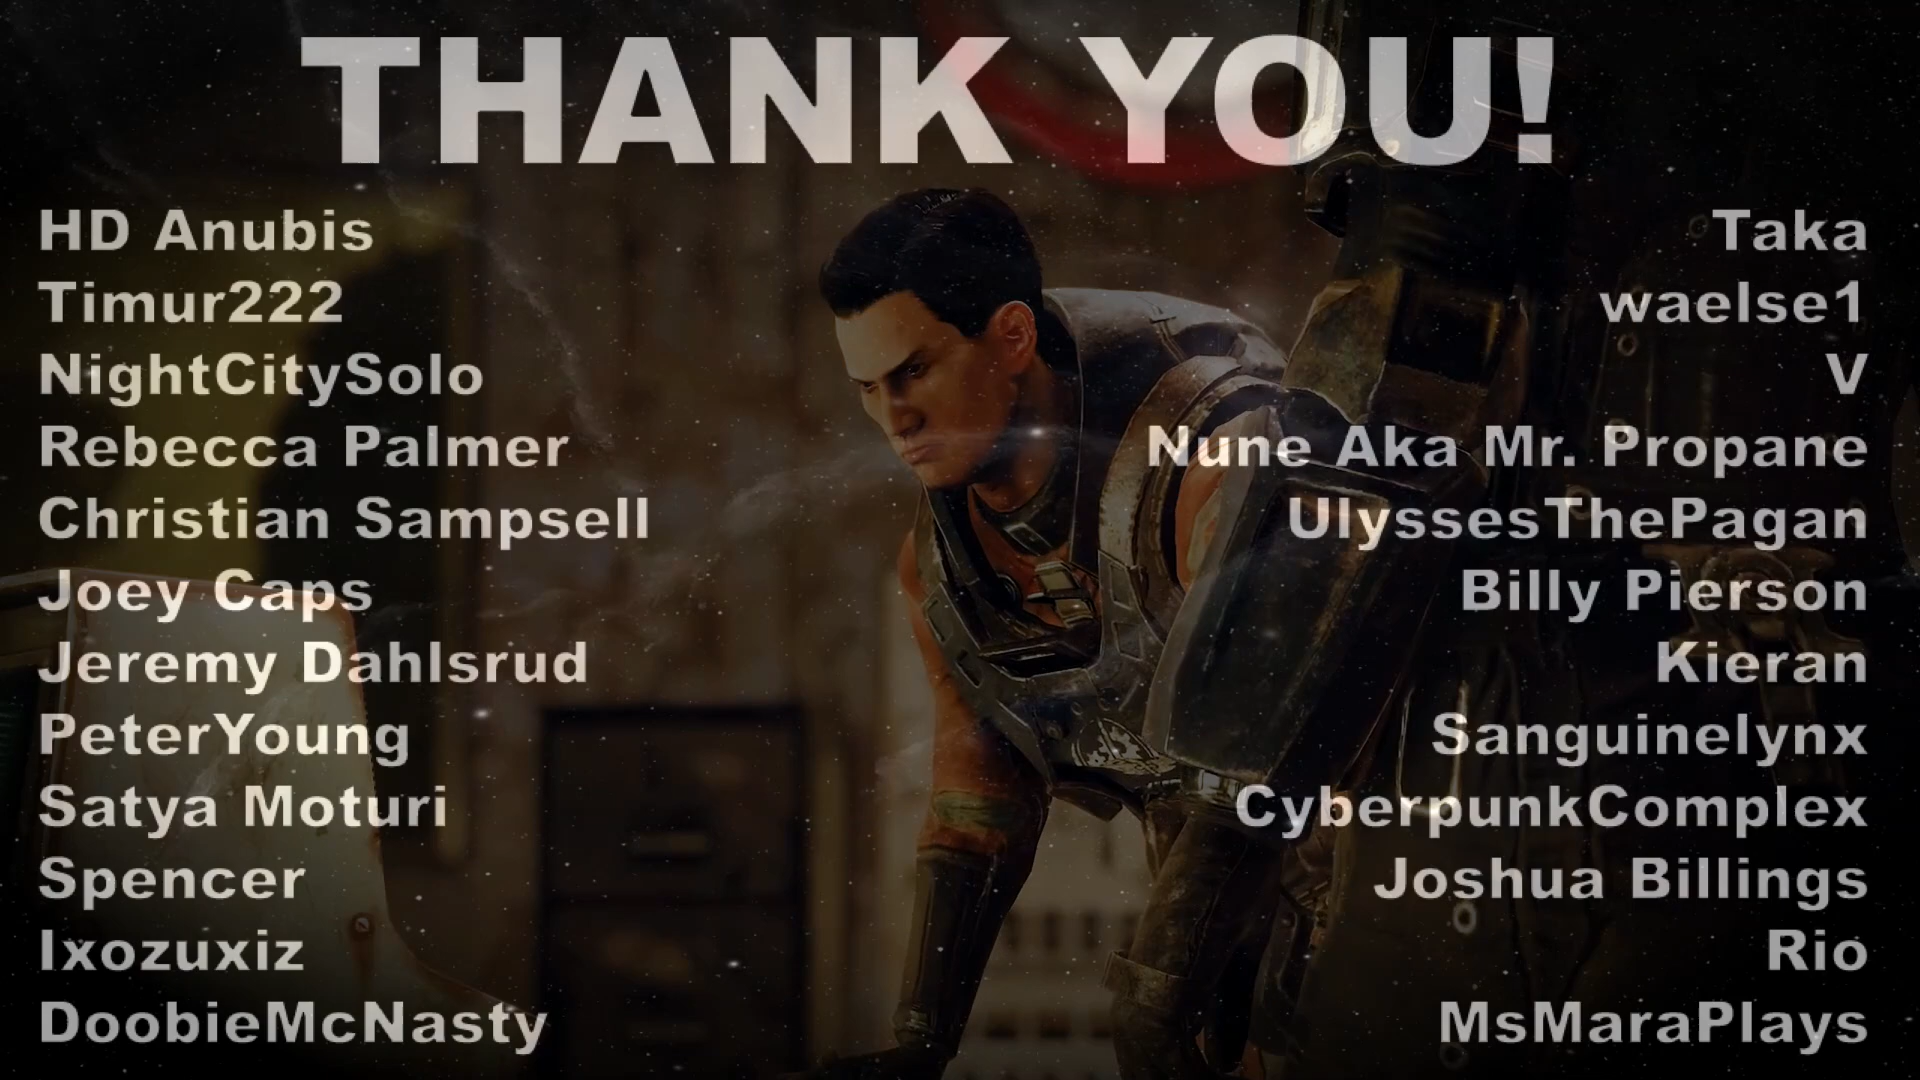 THANK YOU!
HD Anubis
Timur222
NightCitySolo
Rebecca Palmer
Christian Sampsell
Joey Caps
Jeremy Dahlsrud
PeterYoung
Satya Moturi
Spencer
Ixozuxiz
DoobieMcNasty
Taka
waelse1
V
Nune Aka Mr. Propane
UlyssesThePagan
Billy Pierson
Kieran
Sanguinelynx
CyberpunkComplex
Joshua Billings
Rio
MsMaraPlays